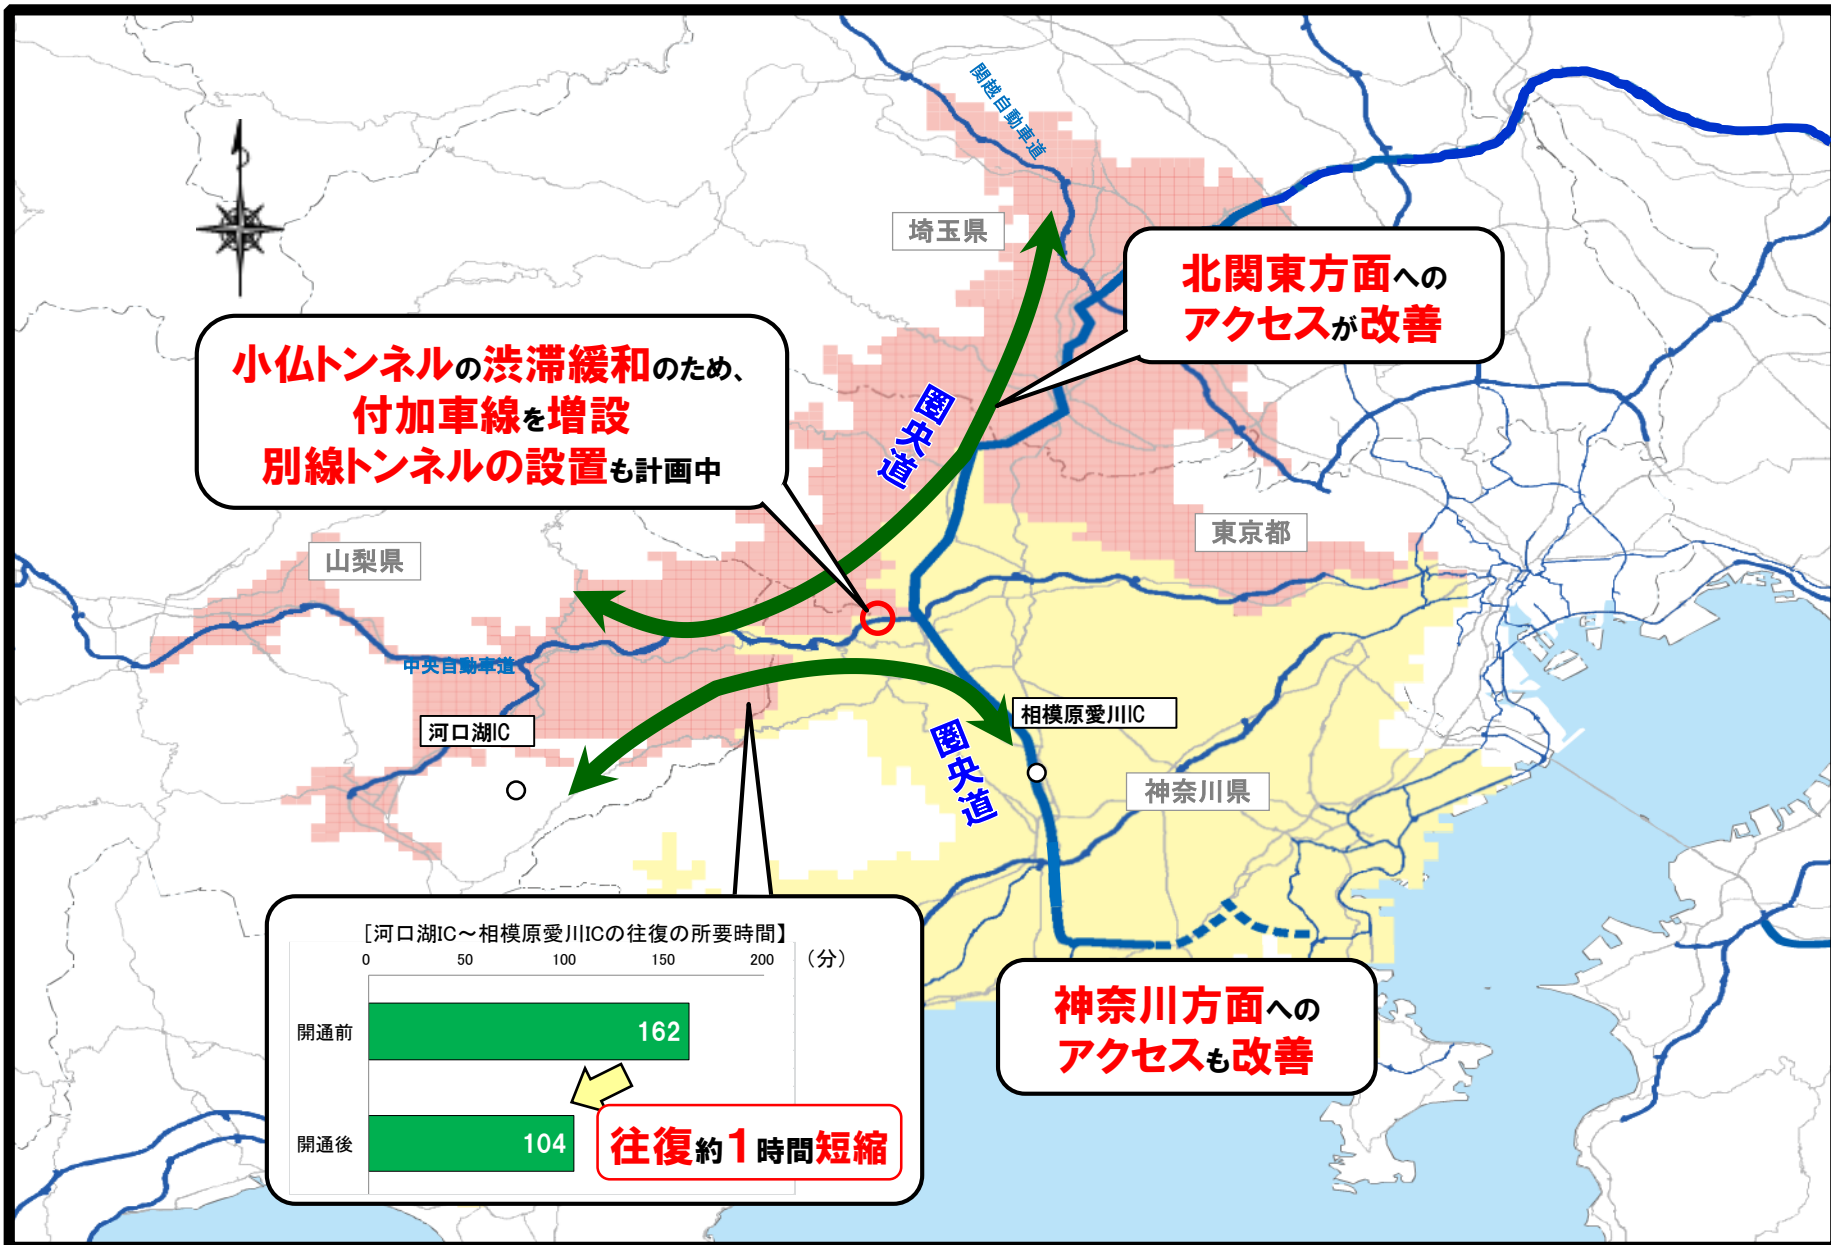 関越自動車道
埼玉県
北関東方面への
アクセスが改善
小仏トンネルの渋滞緩和のため、
付加車線を増設
別線トンネルの設置も計画中
圏央道
東京都
山梨県
中央自動車道
河口湖IC
相模原愛川IC
圏央道
神奈川県
[河口湖IC～相模原愛川ICの往復の所要時間】
0 50 100 150 200 （分）
開通前 162
開通後 104
往復約1時間短縮
神奈川方面への
アクセスも改善